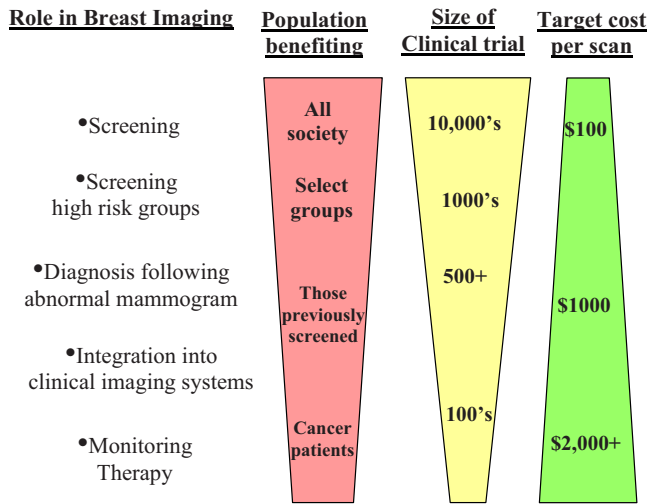 Role in Breast Imaging
Population
benefiting
Size of
Clinical trial
Target cost
per scan
•Screening
All
society
10,000's
$100
•Screening
high risk groups
Select
groups
1000's
•Diagnosis following
abnormal mammogram
500+
Those
previously
screened
$1000
•Integration into
clinical imaging systems
100's
•Monitoring
Therapy
Cancer
patients
$2,000+